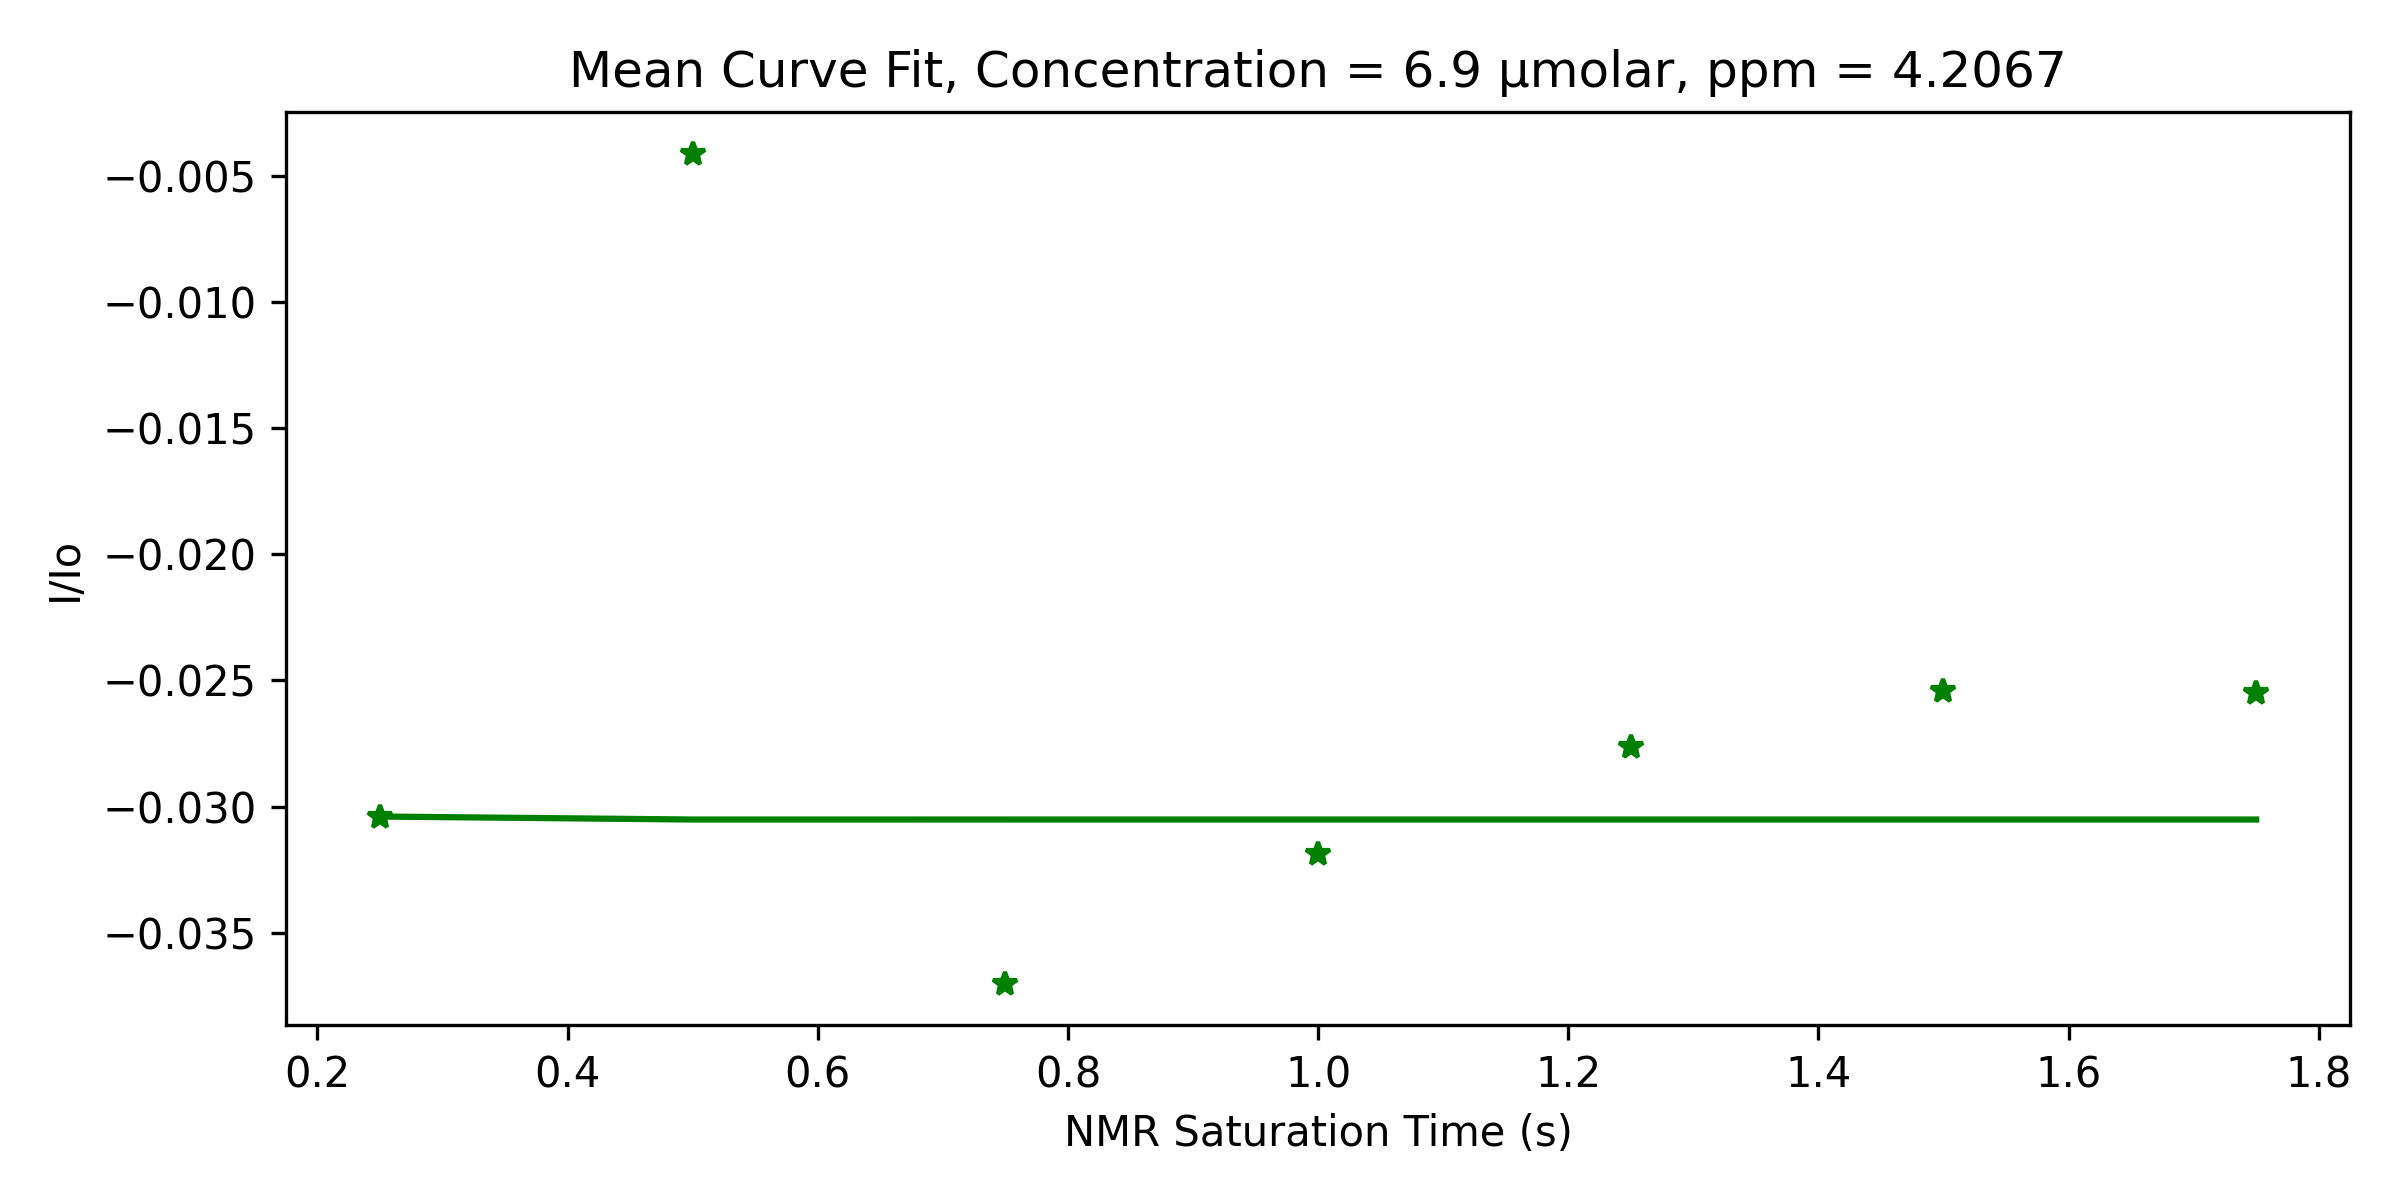 Mean Curve Fit, Concentration = 6.9 µmolar, ppm = 4.2067
I/Io
−0.005
−0.010
−0.015
−0.020
−0.025
−0.030
−0.035
0.2 0.4 0.6 0.8 1.0 1.2 1.4 1.6 1.8
NMR Saturation Time (s)